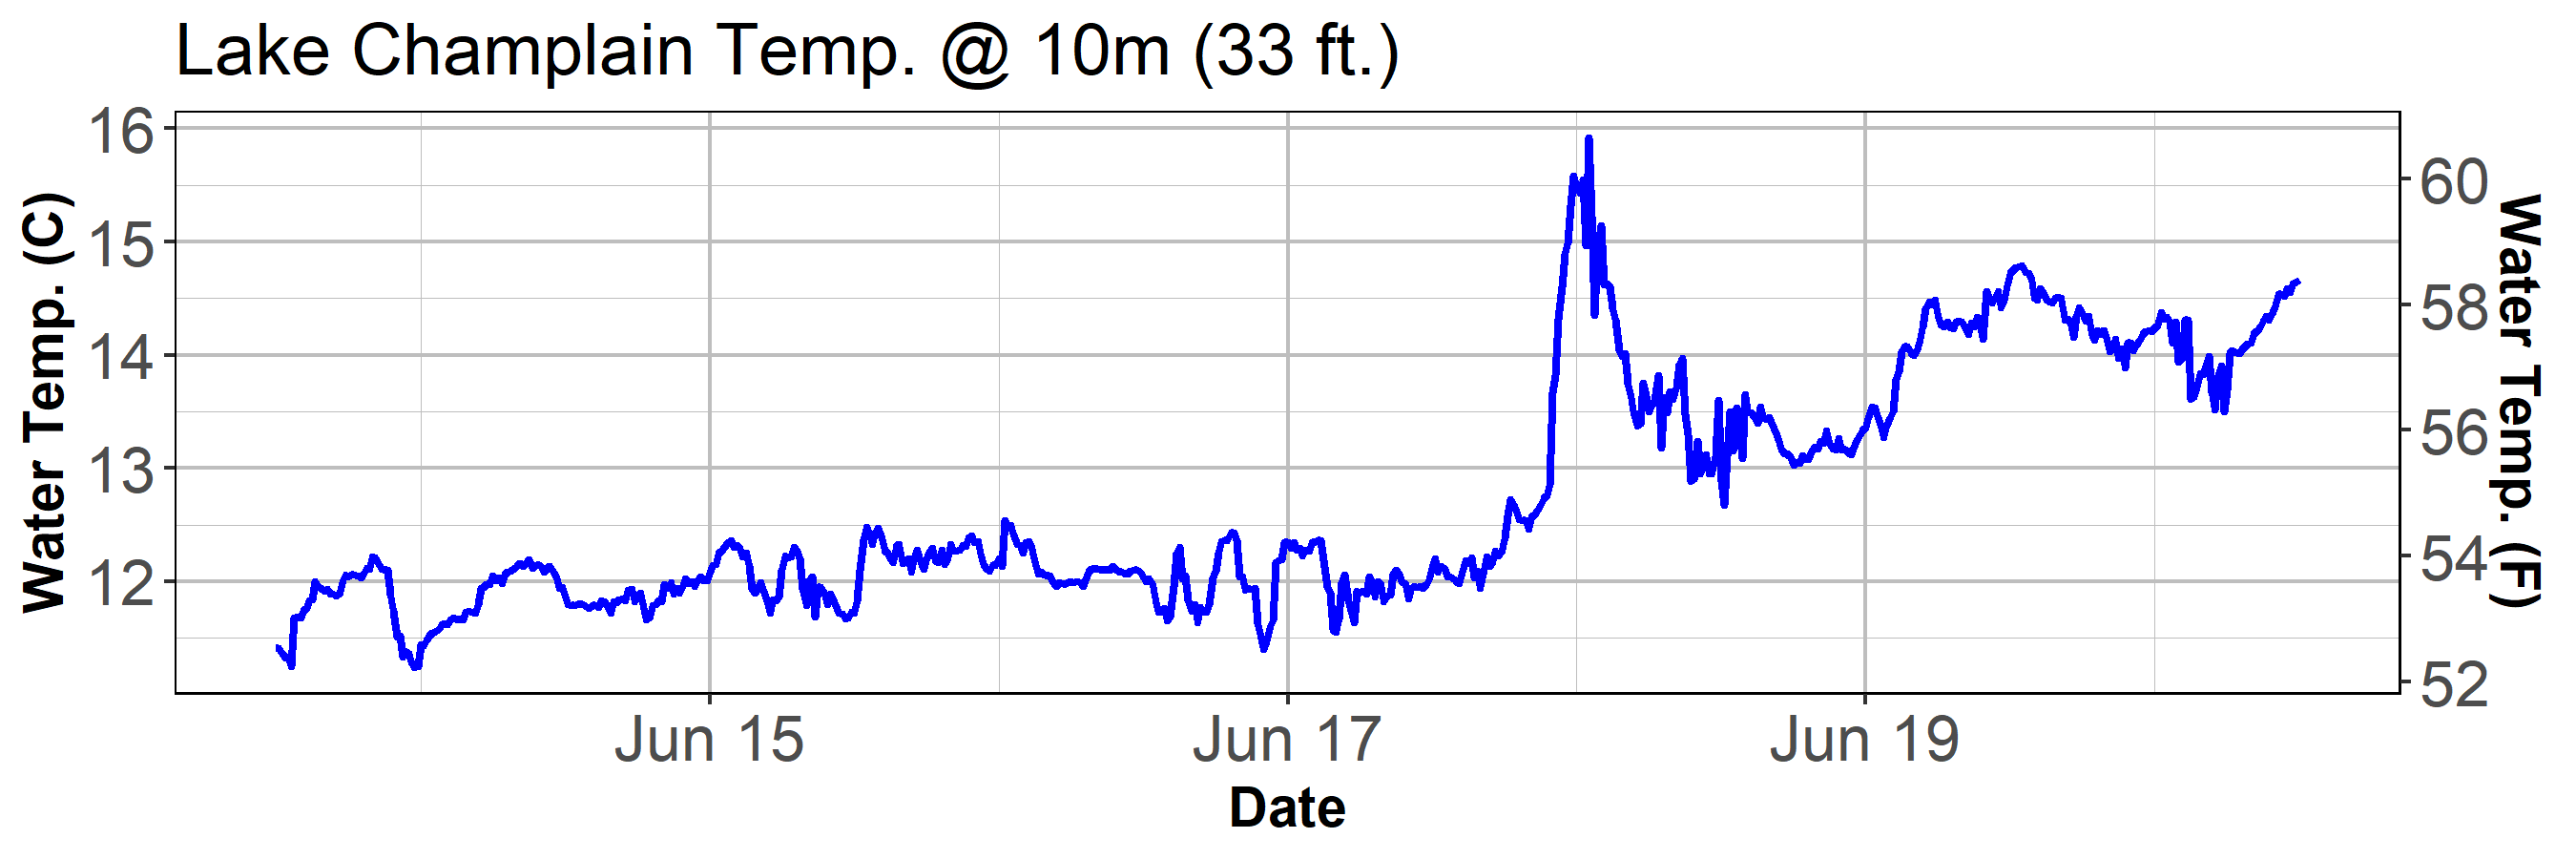 Lake Champlain Temp. @ 10m (33 ft.)
Water Temp. (C)
16
15
14
13
12
60
58
56
54
52
Water Temp. (F)
Jun 15
Jun 17
Jun 19
Date